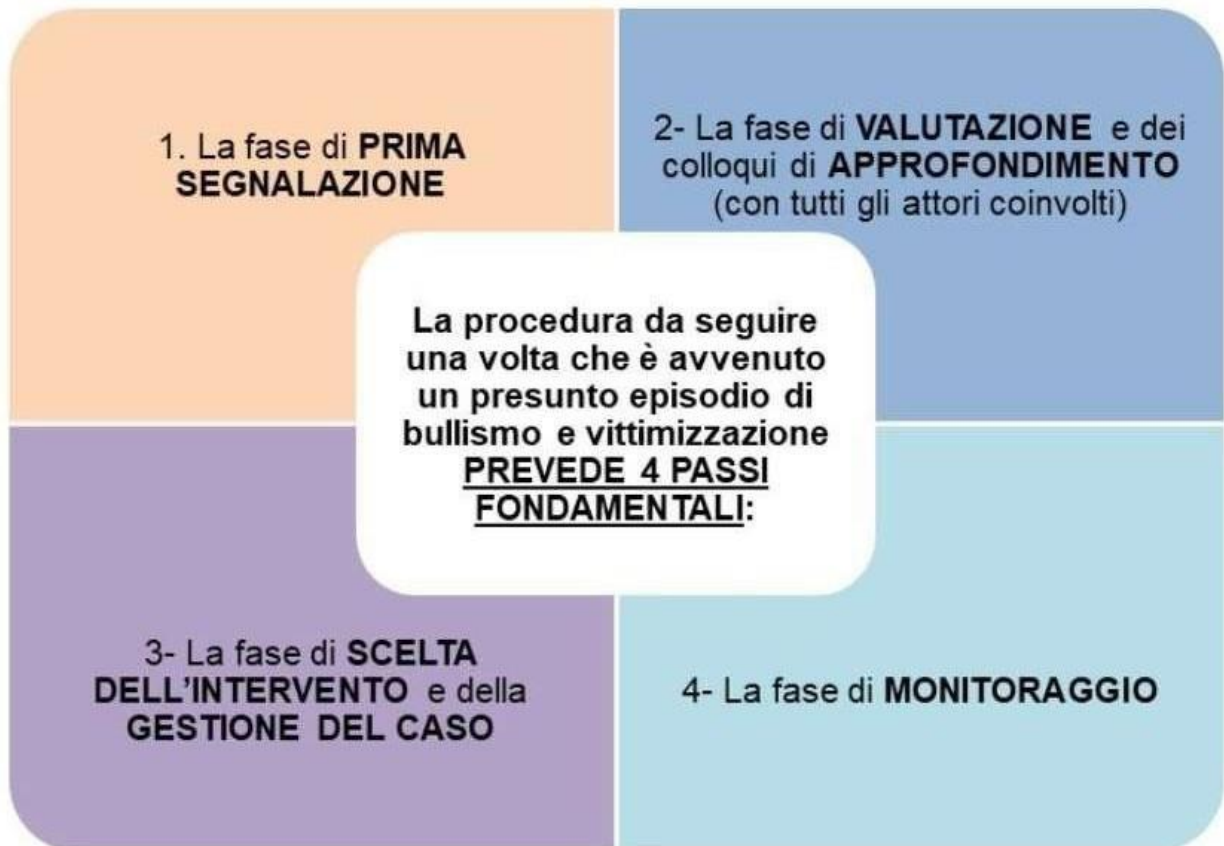 1. La fase di PRIMA
SEGNALAZIONE
2- La fase di VALUTAZIONE e dei
colloqui di APPROFONDIMENTO
(con tutti gli attori coinvolti)
La procedura da seguire
una volta che è avvenuto
un presunto episodio di
bullismo e vittimizzazione
PREVEDE 4 PASSI
FONDAMENTALI:
3- La fase di SCELTA
DELL'INTERVENTO e della
GESTIONE DEL CASO
4- La fase di MONITORAGGIO